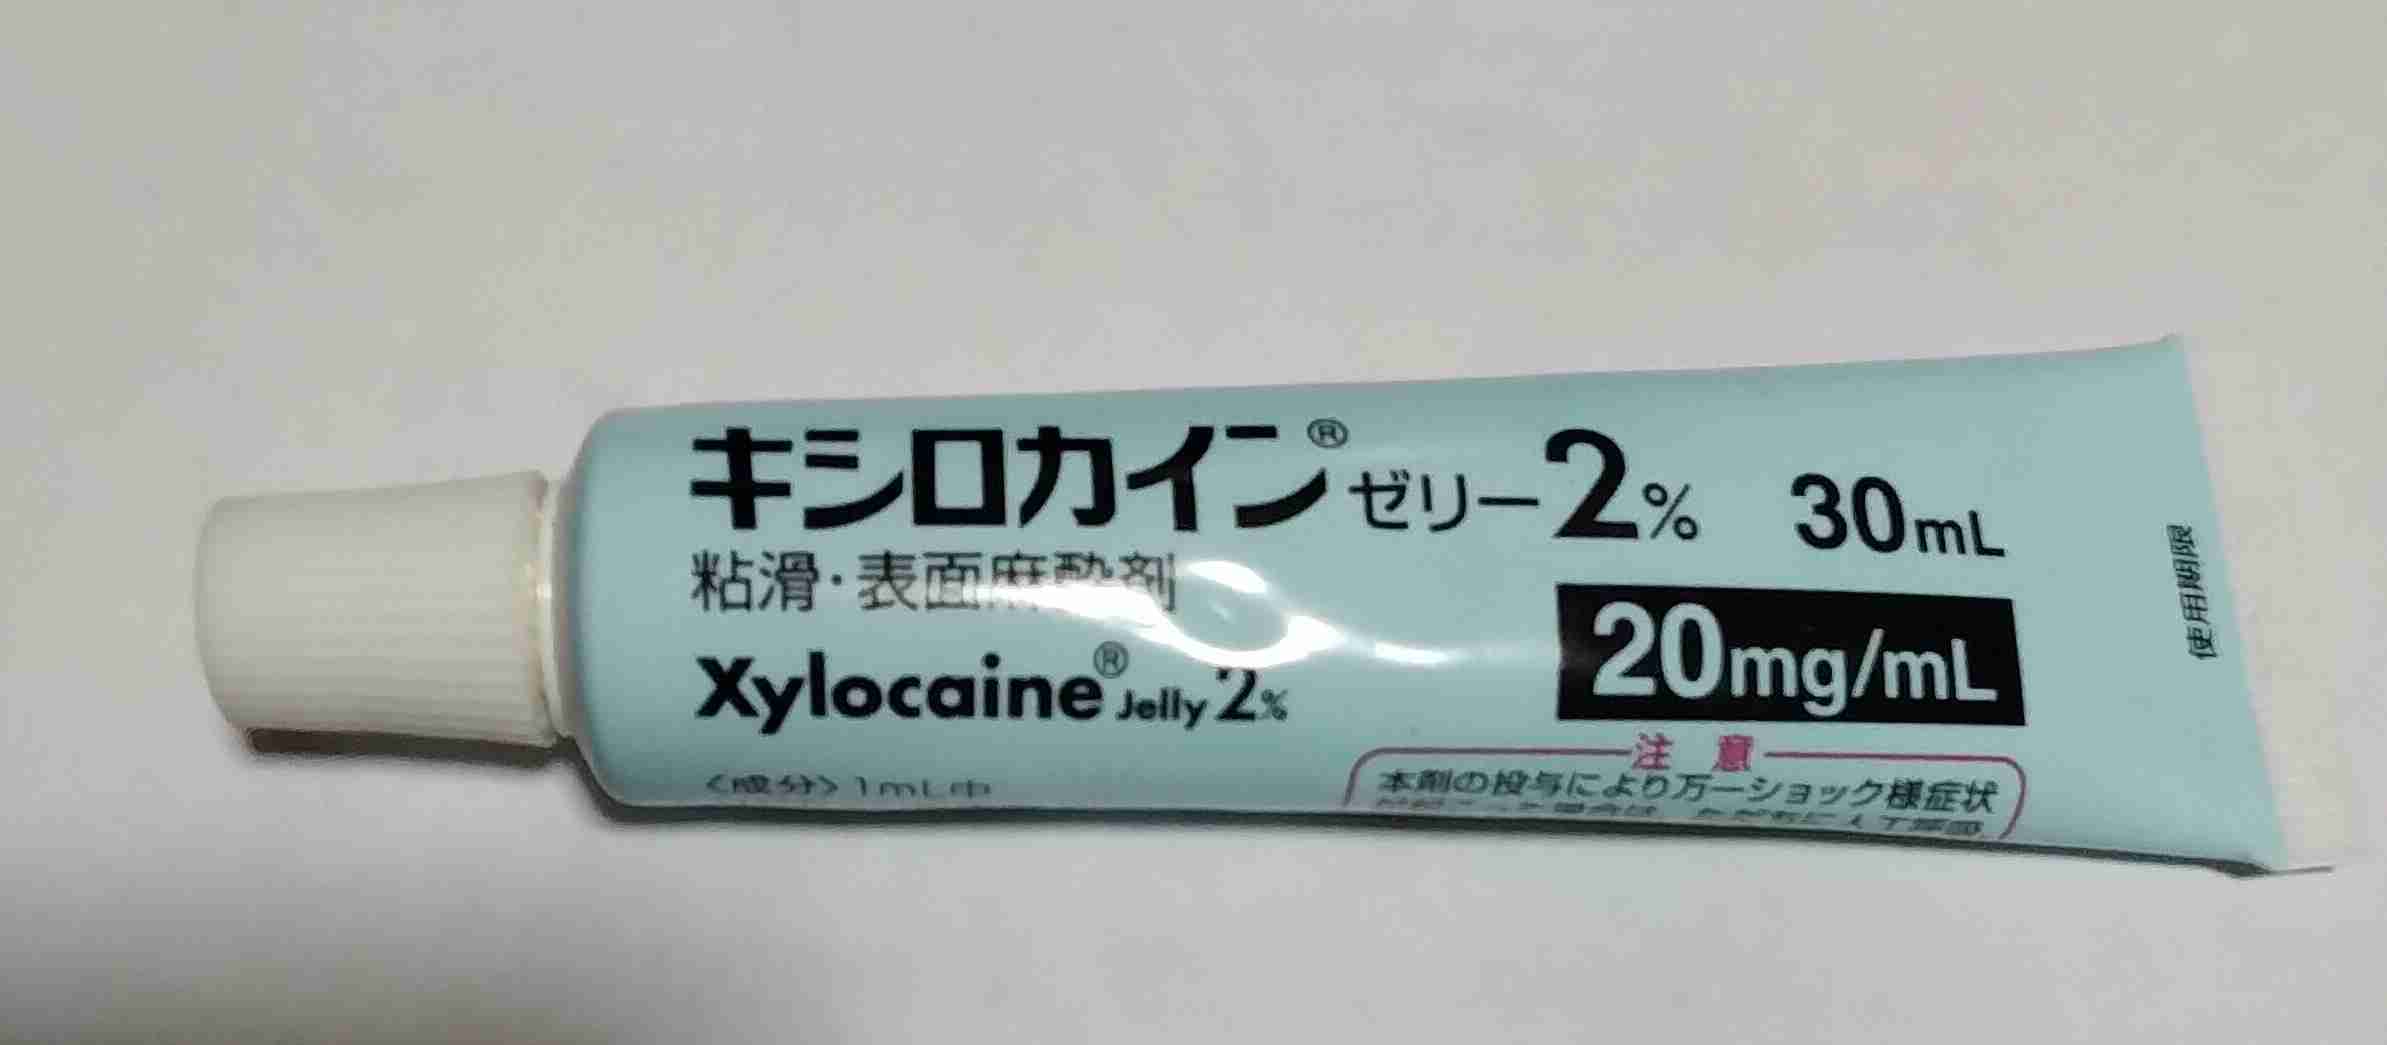 キシロカイン® ゼリー2% 30mL
粘滑・表面麻酔剤
20mg/mL
Xylocaine® Jelly 2%
使用期限
注 意
〈成分〉1mL中
本剤の投与により万一ショック様症状